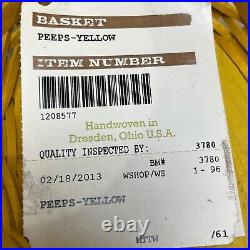 BASKET
PEEPS-YELLOW
ITEM NUMBER
1208577
Handwoven in
Dresden, Ohio U.S.A.
QUALITY INSPECTED BY: 3780
BM# 3780
02/18/2013 WSHOP/WS 1- 96
PEEPS-YELLOW
MTTW /61